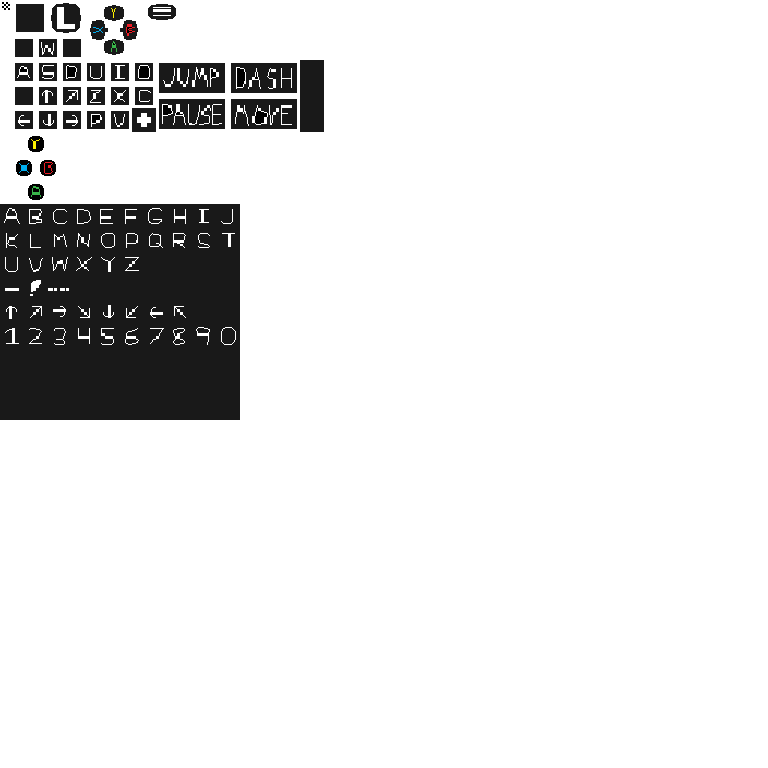 L Y
X B
W A
A S D U I O JUMP DASH
↑ ↗ Z X C
← ↓ → P V + PAUSE MOVE
Y
X B
A
A B C D E F G H I J
K L M N O P Q R S T
U V W X Y Z
↑ ↗ → ↘ ↓ ↙ ← ↖
1 2 3 4 5 6 7 8 9 0